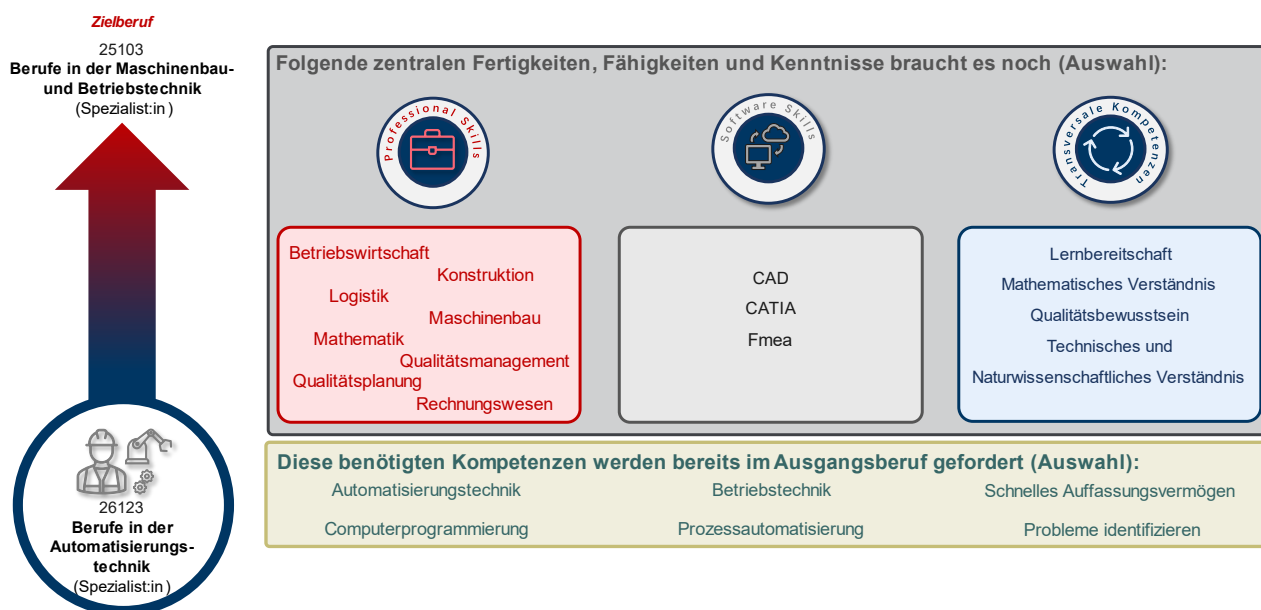 Zielberuf
25103
Berufe in der Maschinenbau-
und Betriebstechnik
(Spezialist:in)
Folgende zentralen Fertigkeiten, Fähigkeiten und Kenntnisse braucht es noch (Auswahl):
Professional Skills
Software Skills
Transversale Kompetenzen
Betriebswirtschaft
Konstruktion
Logistik
Maschinenbau
Mathematik
Qualitätsmanagement
Qualitätsplanung
Rechnungswesen
CAD
CATIA
Fmea
Lernbereitschaft
Mathematisches Verständnis
Qualitätsbewusstsein
Technisches und
Naturwissenschaftliches Verständnis
26123
Berufe in der
Automatisierungs-
technik
(Spezialist:in)
Diese benötigten Kompetenzen werden bereits im Ausgangsberuf gefordert (Auswahl):
Automatisierungstechnik
Betriebstechnik
Schnelles Auffassungsvermögen
Computerprogrammierung
Prozessautomatisierung
Probleme identifizieren